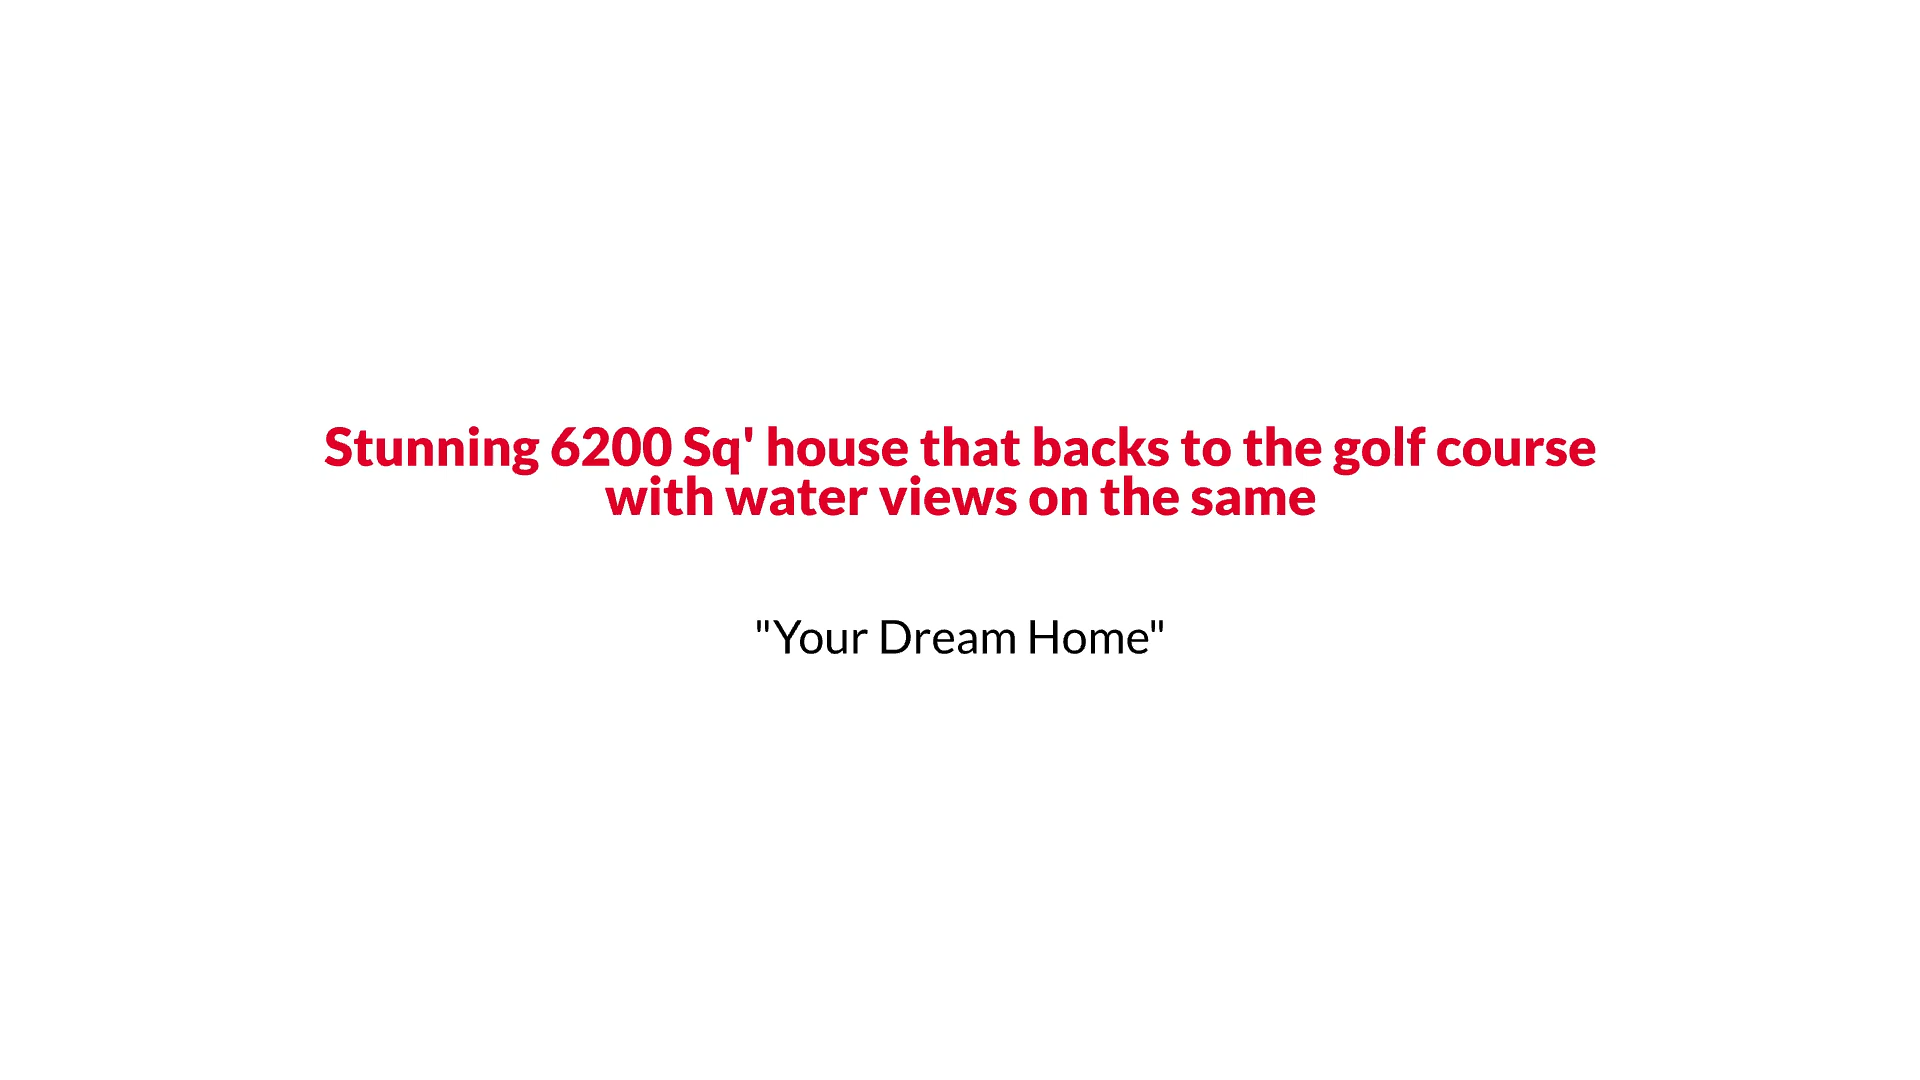 Stunning 6200 Sq' house that backs to the golf course
with water views on the same
"Your Dream Home"